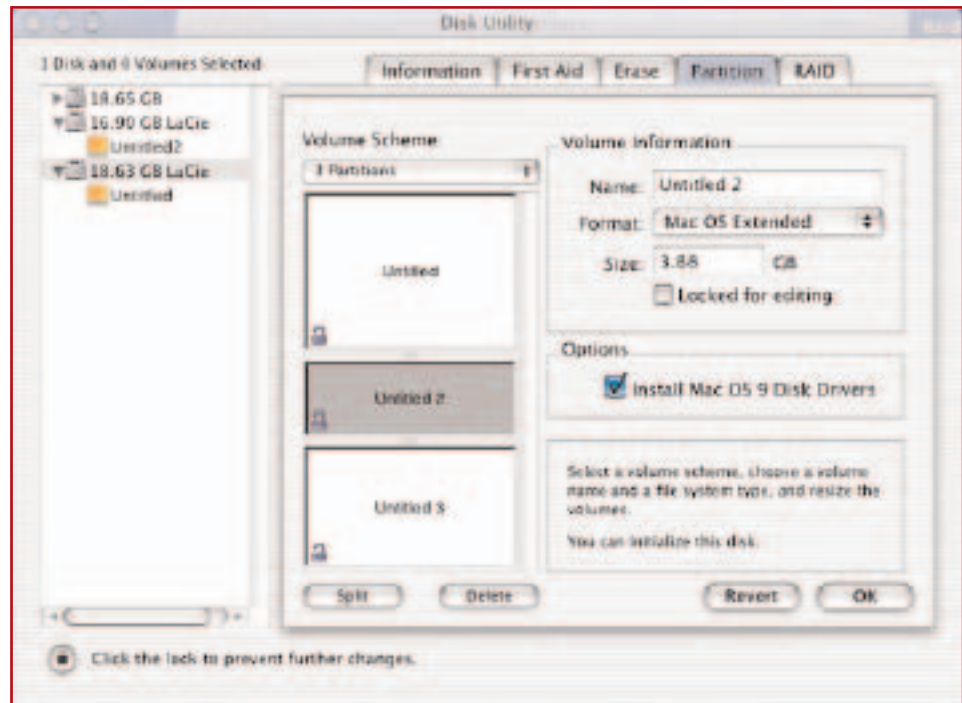 Disk Utility
1 Disk and 0 Volumes Selected
18.65 GB
16.90 GB LaCie
Untitled2
18.63 GB LaCie
Untitled
Information
First Aid
Erase
Partition
RAID
Volume Scheme
3 Partitions
Untitled
Untitled 2
Untitled 3
Split
Delete
Volume Information
Name: Untitled 2
Format: Mac OS Extended
Size: 3.88 GB
Locked for editing
Options
Install Mac OS 9 Disk Drivers
Select a volume scheme, choose a volume
name and a file system type, and resize the
volumes.
You can initialize this disk.
Revert
OK
Click the lock to prevent further changes.